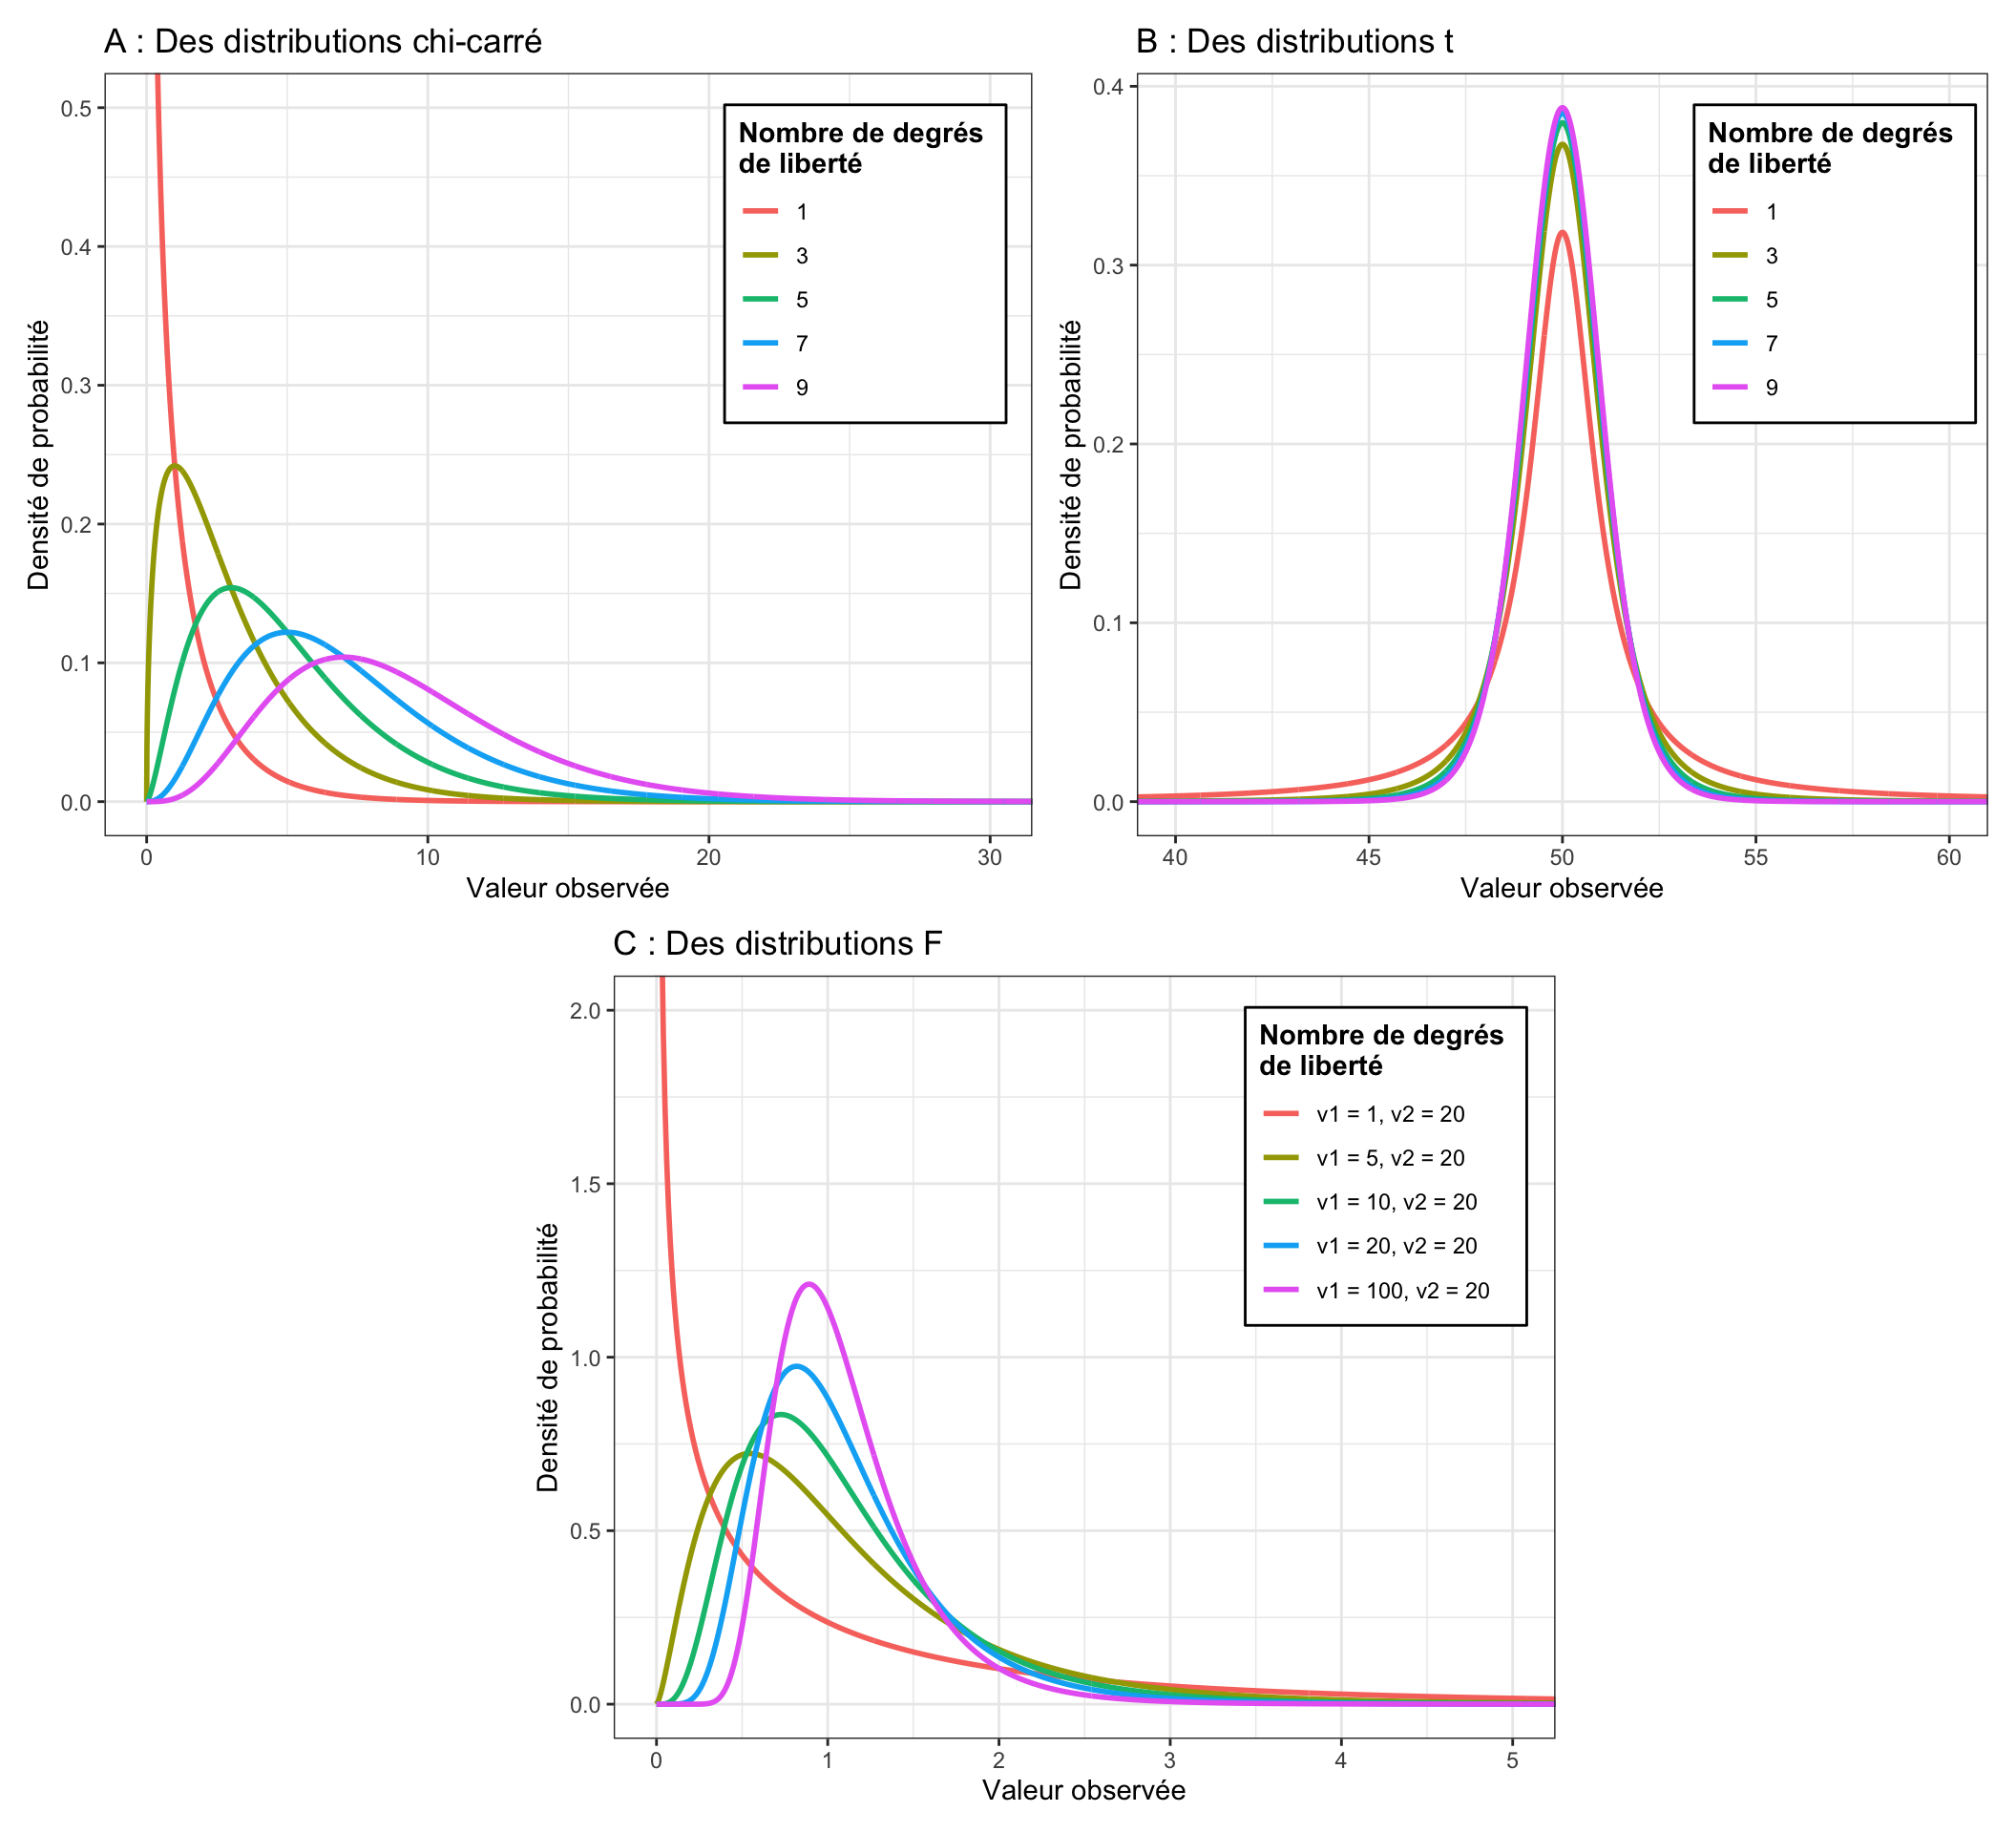 A : Des distributions chi-carré
Densité de probabilité
0.5
0.4
0.3
0.2
0.1
0.0
0
10
20
30
Valeur observée
Nombre de degrés
de liberté
1
3
5
7
9
B : Des distributions t
Densité de probabilité
0.4
0.3
0.2
0.1
0.0
40
45
50
55
60
Valeur observée
Nombre de degrés
de liberté
1
3
5
7
9
C : Des distributions F
Densité de probabilité
2.0
1.5
1.0
0.5
0.0
0
1
2
3
4
5
Valeur observée
Nombre de degrés
de liberté
v1 = 1, v2 = 20
v1 = 5, v2 = 20
v1 = 10, v2 = 20
v1 = 20, v2 = 20
v1 = 100, v2 = 20